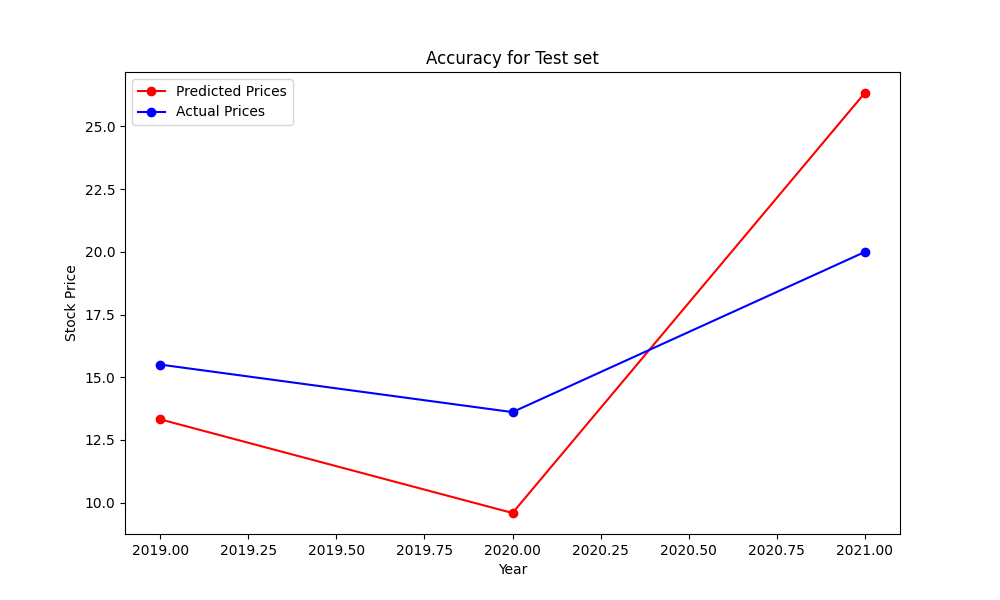 Accuracy for Test set
Predicted Prices
Actual Prices
25.0
22.5
20.0
17.5
15.0
12.5
10.0
Stock Price
2019.00 2019.25 2019.50 2019.75 2020.00 2020.25 2020.50 2020.75 2021.00
Year